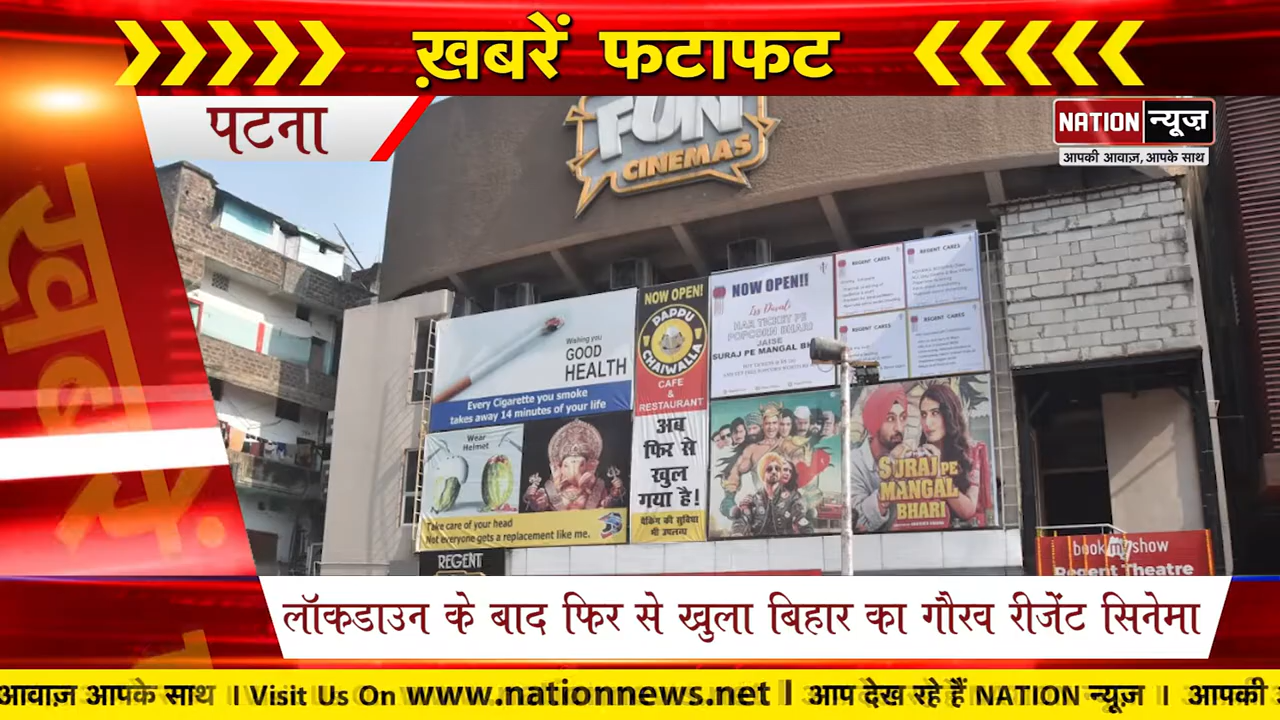 ख़बरें फटाफट
पटना
NATION न्यूज़
आपकी आवाज़, आपके साथ
FUN
CINEMAS
Wishing you
GOOD
HEALTH
Every Cigarette you smoke
takes away 14 minutes of your life
Wear
Helmet
Take care of your head
Not everyone gets a replacement like me.
NOW OPEN!
PAPPU
CHAIWALLA
CAFE
&
RESTAURANT
अब
फिर से
खुल
गया है!
पैकिंग की सुविधा
भी उपलब्ध
NOW OPEN!!
Iss Diwali
HAR TICKET PE
POPCORN BHARI
JAISE
SURAJ PE MANGAL BH
REGENT CARES
REGENT CARES
REGENT CARES
REGENT CARES
SURAJ PE
MANGAL
BHARI
REGENT
book my show
Regent Theatre
लॉकडाउन के बाद फिर से खुला बिहार का गौरव रीजेंट सिनेमा
आवाज़ आपके साथ । Visit Us On www.nationnews.net । आप देख रहे हैं NATION न्यूज़ । आपकी